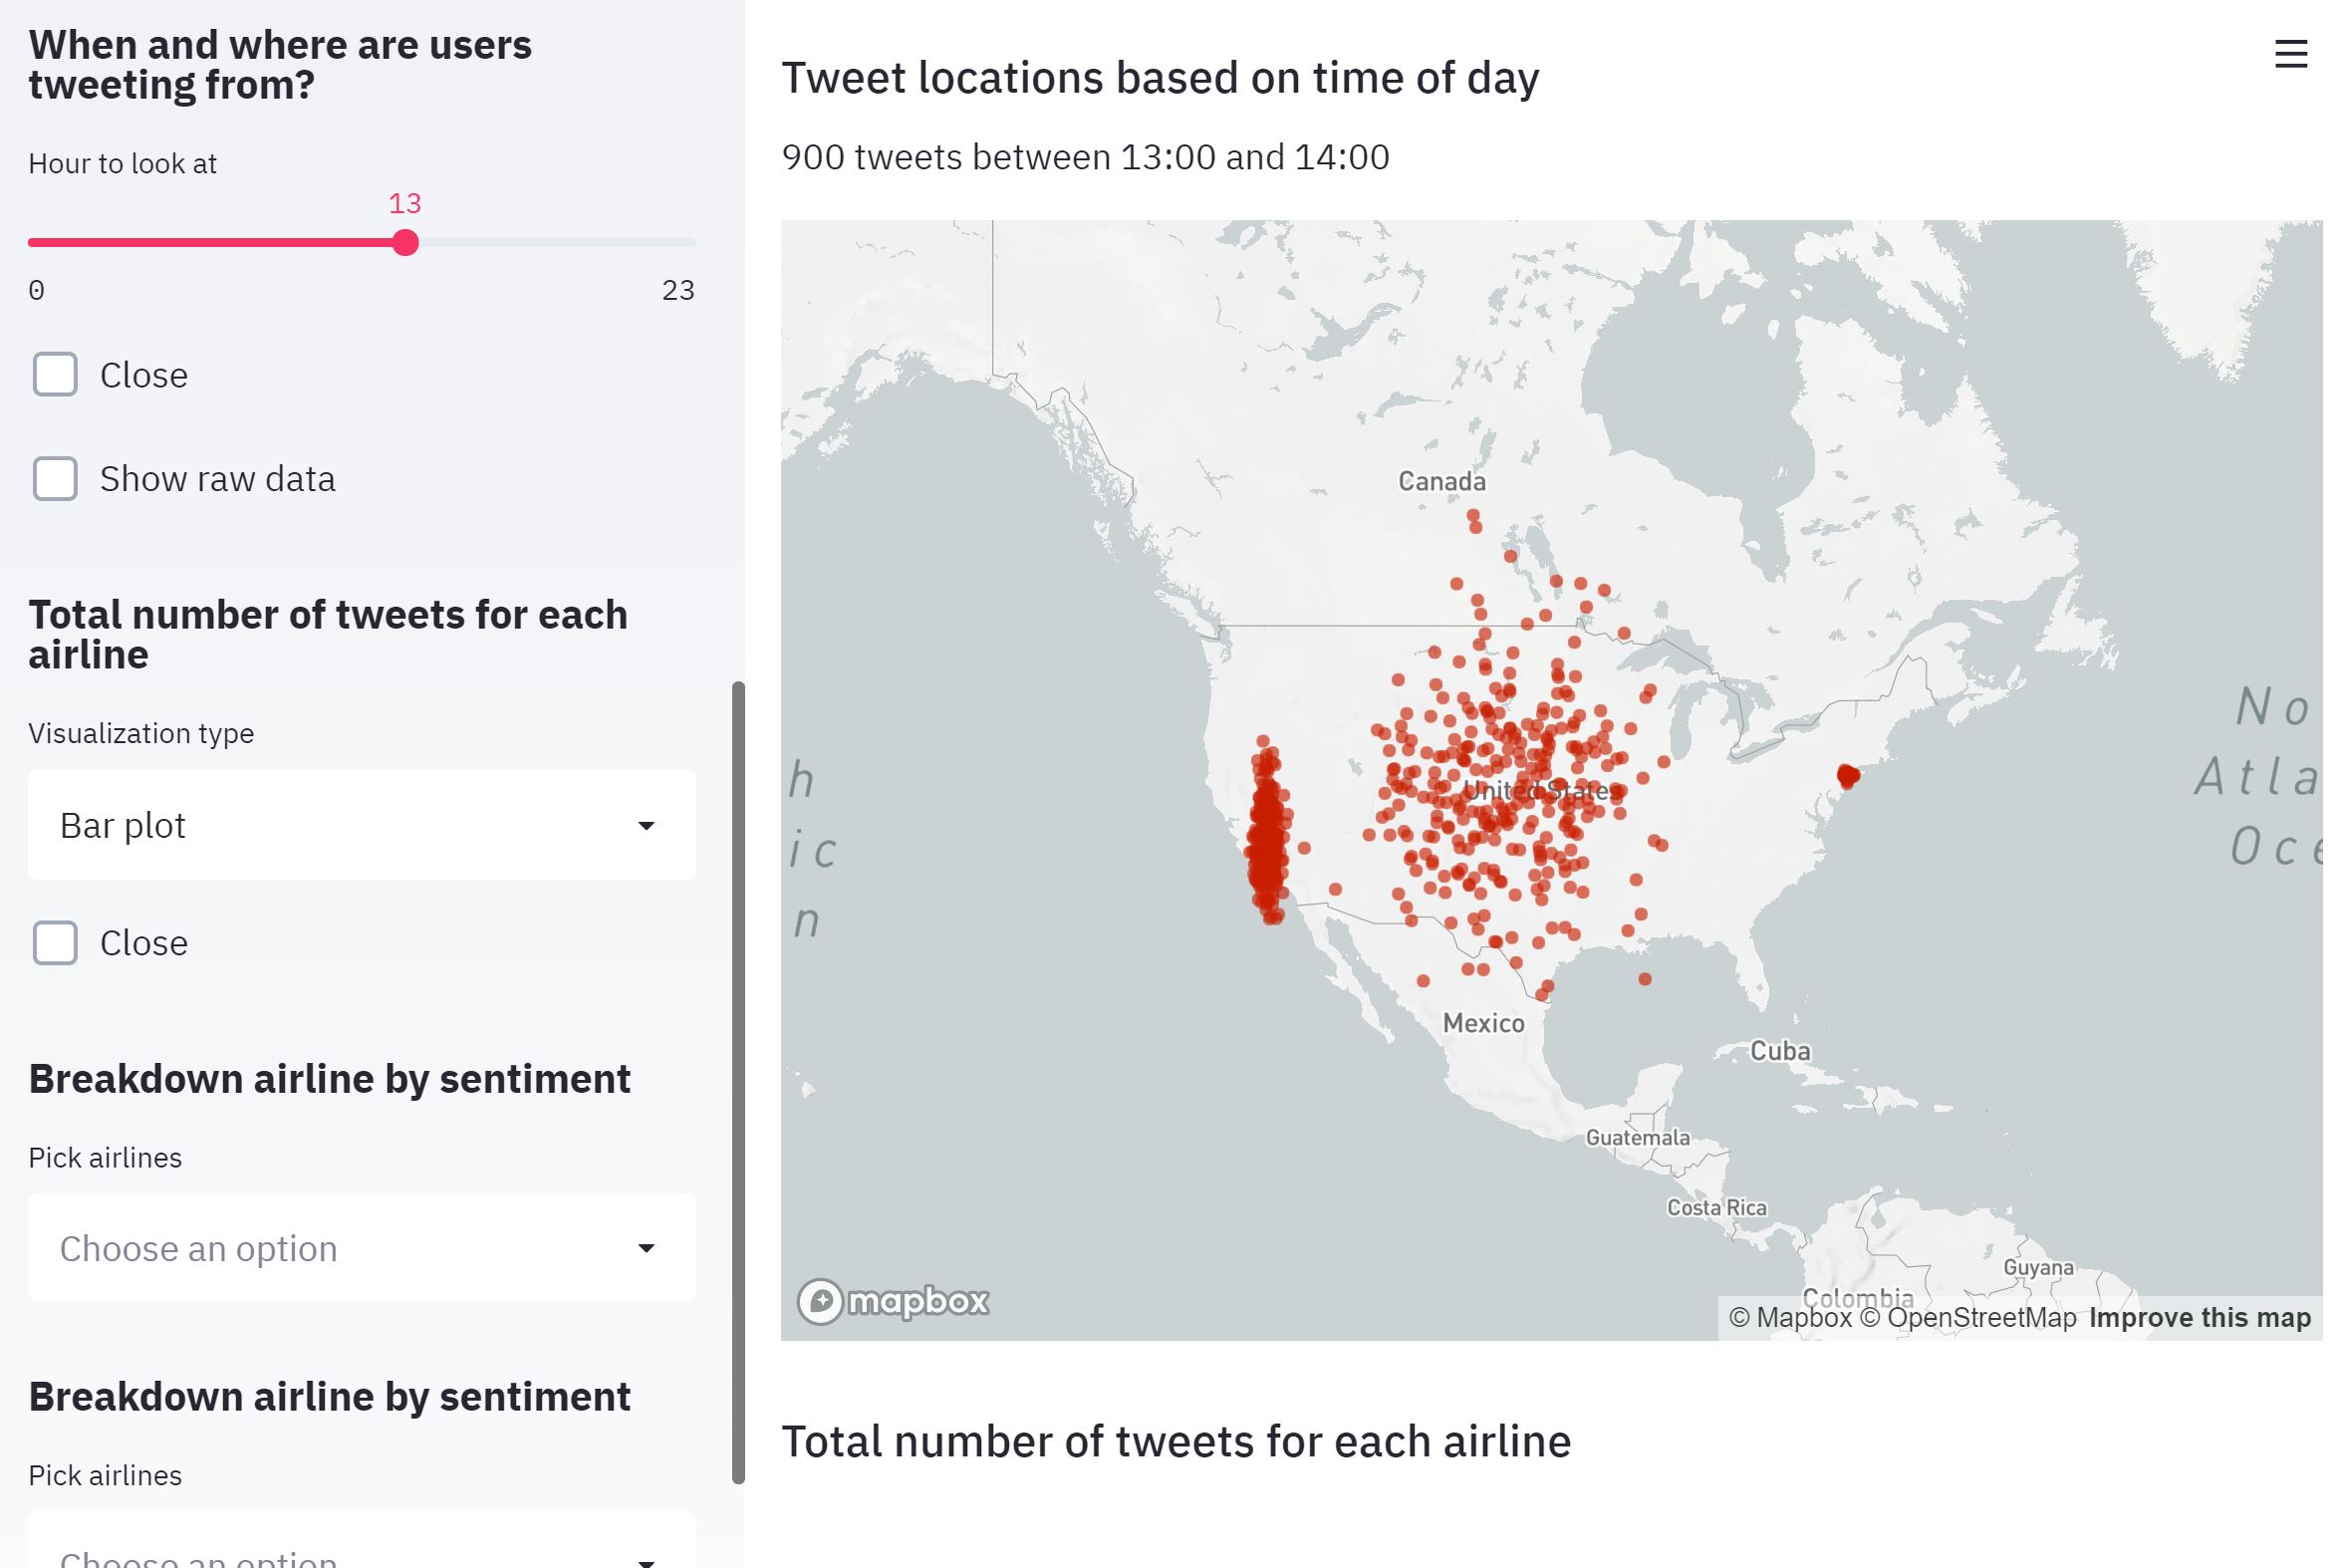 When and where are users
tweeting from?
Hour to look at
13
0
23
Close
Show raw data
Total number of tweets for each
airline
Visualization type
Bar plot
Close
Breakdown airline by sentiment
Pick airlines
Choose an option
Breakdown airline by sentiment
Pick airlines
Choose an option
Tweet locations based on time of day
900 tweets between 13:00 and 14:00
Canada
No
Atla
Oce
h
ic
n
United States
Mexico
Cuba
Guatemala
Costa Rica
Guyana
Colombia
mapbox
© Mapbox © OpenStreetMap Improve this map
Total number of tweets for each airline